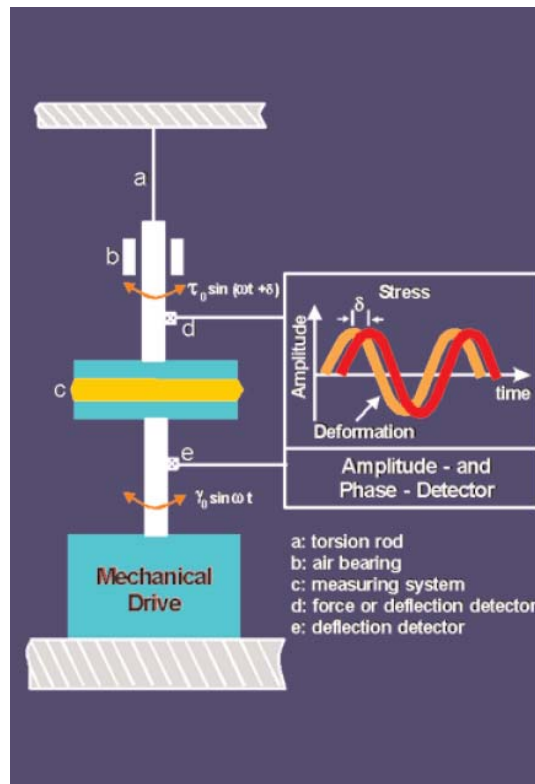 a
b
τ₀ sin (ωt +δ)
d
c
e
γ₀ sin ω t
Mechanical
Drive
Stress
δ
Amplitude
time
Deformation
Amplitude - and
Phase - Detector
a: torsion rod
b: air bearing
c: measuring system
d: force or deflection detector
e: deflection detector